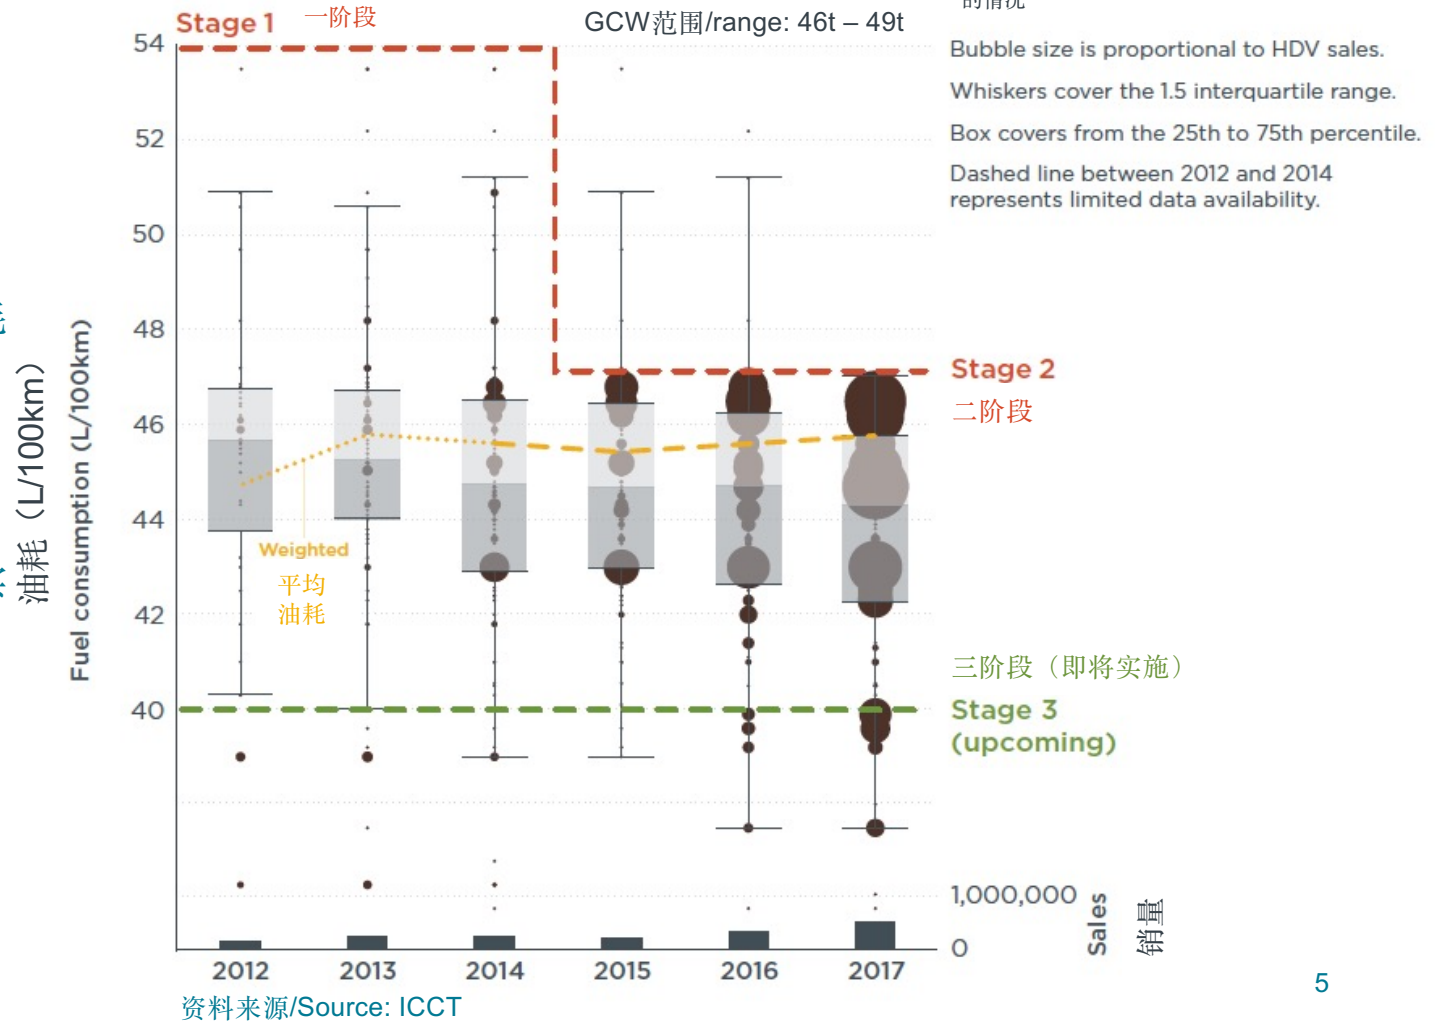 的情况
Stage 1
一阶段
GCW范围/range: 46t – 49t
Bubble size is proportional to HDV sales.
Whiskers cover the 1.5 interquartile range.
Box covers from the 25th to 75th percentile.
Dashed line between 2012 and 2014
represents limited data availability.
54
52
50
48
46
44
42
40
油耗（L/100km）
Fuel consumption (L/100km)
Stage 2
二阶段
Weighted
平均
油耗
三阶段（即将实施）
Stage 3
(upcoming)
1,000,000
0
Sales
销量
2012
2013
2014
2015
2016
2017
资料来源/Source: ICCT
5